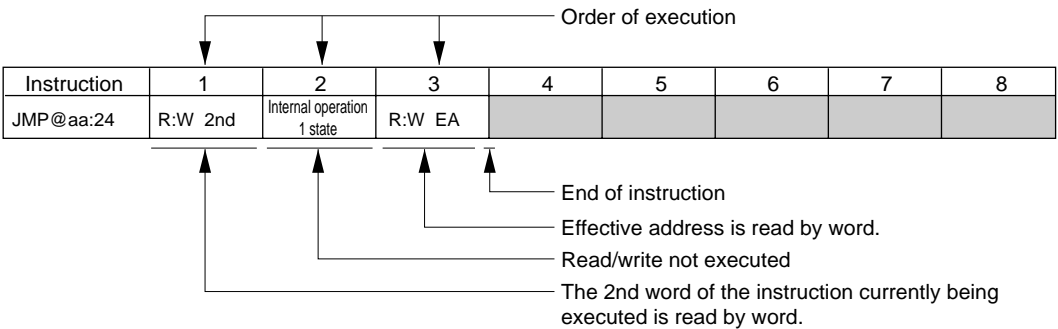 Order of execution
Instruction 1 2 3 4 5 6 7 8
JMP@aa:24 R:W 2nd Internal operation 1 state R:W EA
End of instruction
Effective address is read by word.
Read/write not executed
The 2nd word of the instruction currently being
executed is read by word.